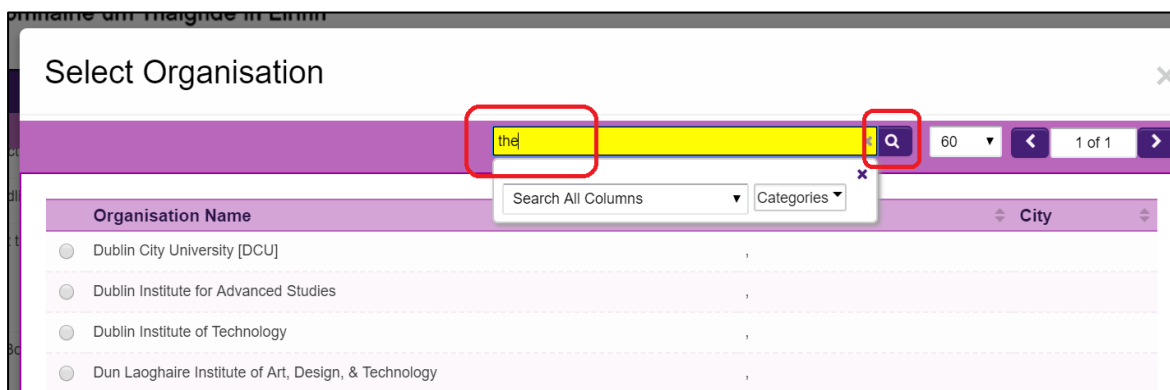 Select Organisation
the
60
1 of 1
Search All Columns
Categories
Organisation Name
City
Dublin City University [DCU]
,
Dublin Institute for Advanced Studies
,
Dublin Institute of Technology
,
Dun Laoghaire Institute of Art, Design, & Technology
,